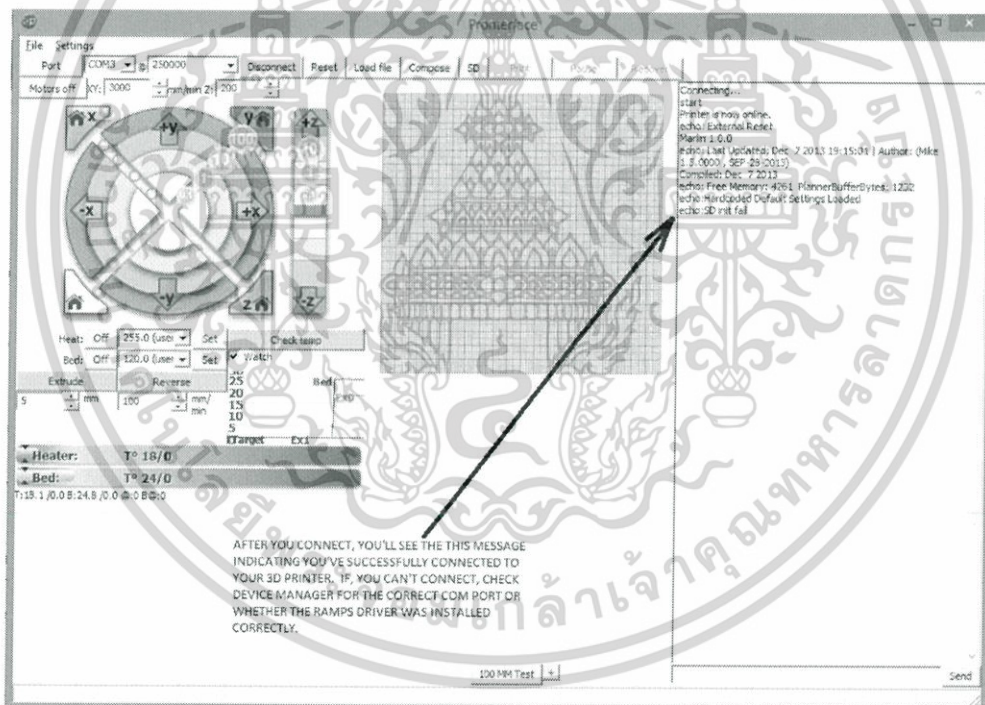 Pronterface
File Settings
Port COM3 @ 250000 Disconnect Reset Load file Compose SD Print Pause
Motors off XY: 3000 mm/min Z: 200
x +y y +z
100
-x +x
-y z -z
Heat: Off 255.0 (user Set Check temp
Bed: Off 120.0 (user Set Watch
Extrude Reverse
5 mm 100 mm/
min
25
20
15
10
5
Bed
Ex0
Target Ex1
Heater: T° 18/0
Bed: T° 24/0
T:18.1 /0.0 B:24.8 /0.0 @:0 B@:0
Connecting...
start
Printer is now online.
echo: External Reset
Marlin 1.0.0
echo: Last Updated: Dec 7 2013 19:15:01 | Author: (Mike
1.5.0000 , SEP-29-2013)
Compiled: Dec 7 2013
echo: Free Memory: 4261 PlannerBufferBytes: 1232
echo:Hardcoded Default Settings Loaded
echo:SD init fail
AFTER YOU CONNECT, YOU'LL SEE THE THIS MESSAGE
INDICATING YOU'VE SUCCESSFULLY CONNECTED TO
YOUR 3D PRINTER. IF, YOU CAN'T CONNECT, CHECK
DEVICE MANAGER FOR THE CORRECT COM PORT OR
WHETHER THE RAMPS DRIVER WAS INSTALLED
CORRECTLY.
100 MM Test +
Send